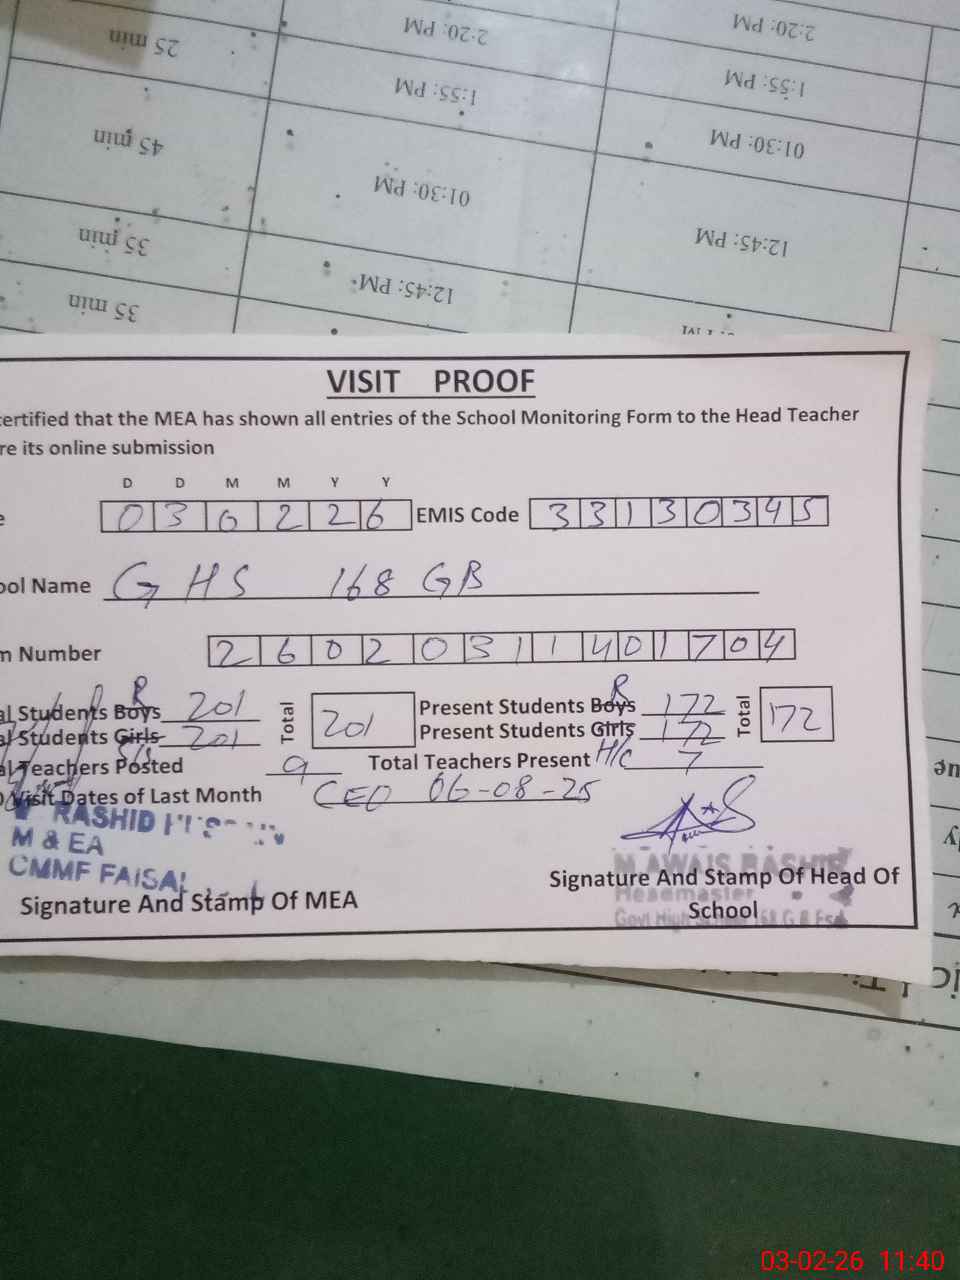 25 min 2:20: PM 2:20: PM
1:55: PM 1:55: PM
45 min 01:30: PM 01:30: PM
35 min 12:45: PM 12:45: PM
35 min
VISIT PROOF
certified that the MEA has shown all entries of the School Monitoring Form to the Head Teacher
re its online submission
D D M M Y Y
0 3 0 2 2 6 EMIS Code 3 3 1 3 0 3 4 5
ool Name GHS 168 GB
m Number 2 6 0 2 0 3 1 1 4 0 1 7 0 4
al Students Boys R 201 Total 201 Present Students Boys R 172 Total 172
al Students Girls 201 Present Students Girls 172
al Teachers Posted 9 Total Teachers Present H/C 7
Visit Dates of Last Month CEO 06-08-25
RASHID
M & EA
CMMF FAISAL
M AWAIS RASHID
Signature And Stamp Of MEA
Signature And Stamp Of Head Of
Headmaster
School
Govt High School 168 G B Fsd
03-02-26 11:40